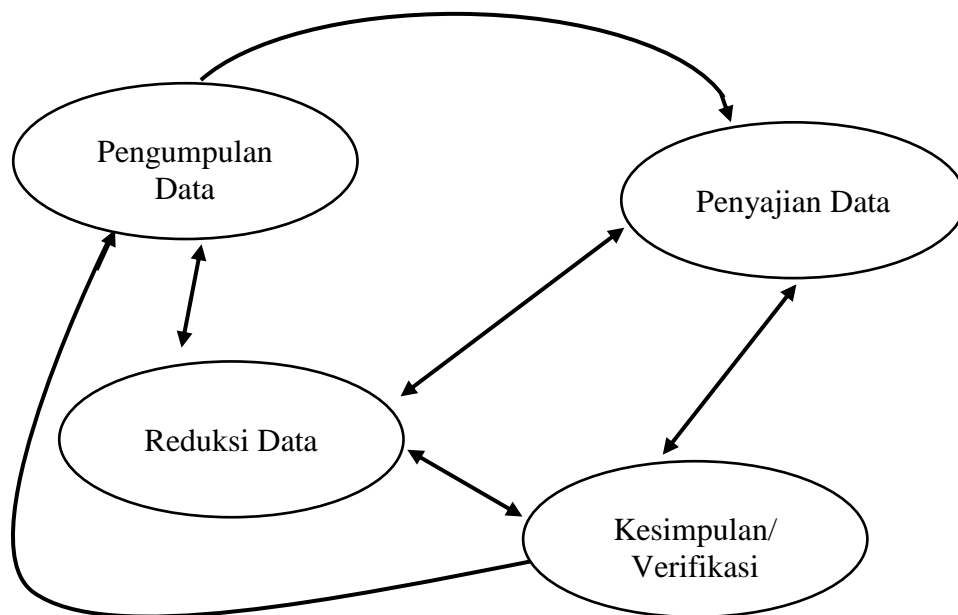 Pengumpulan
Data
Penyajian Data
Reduksi Data
Kesimpulan/
Verifikasi